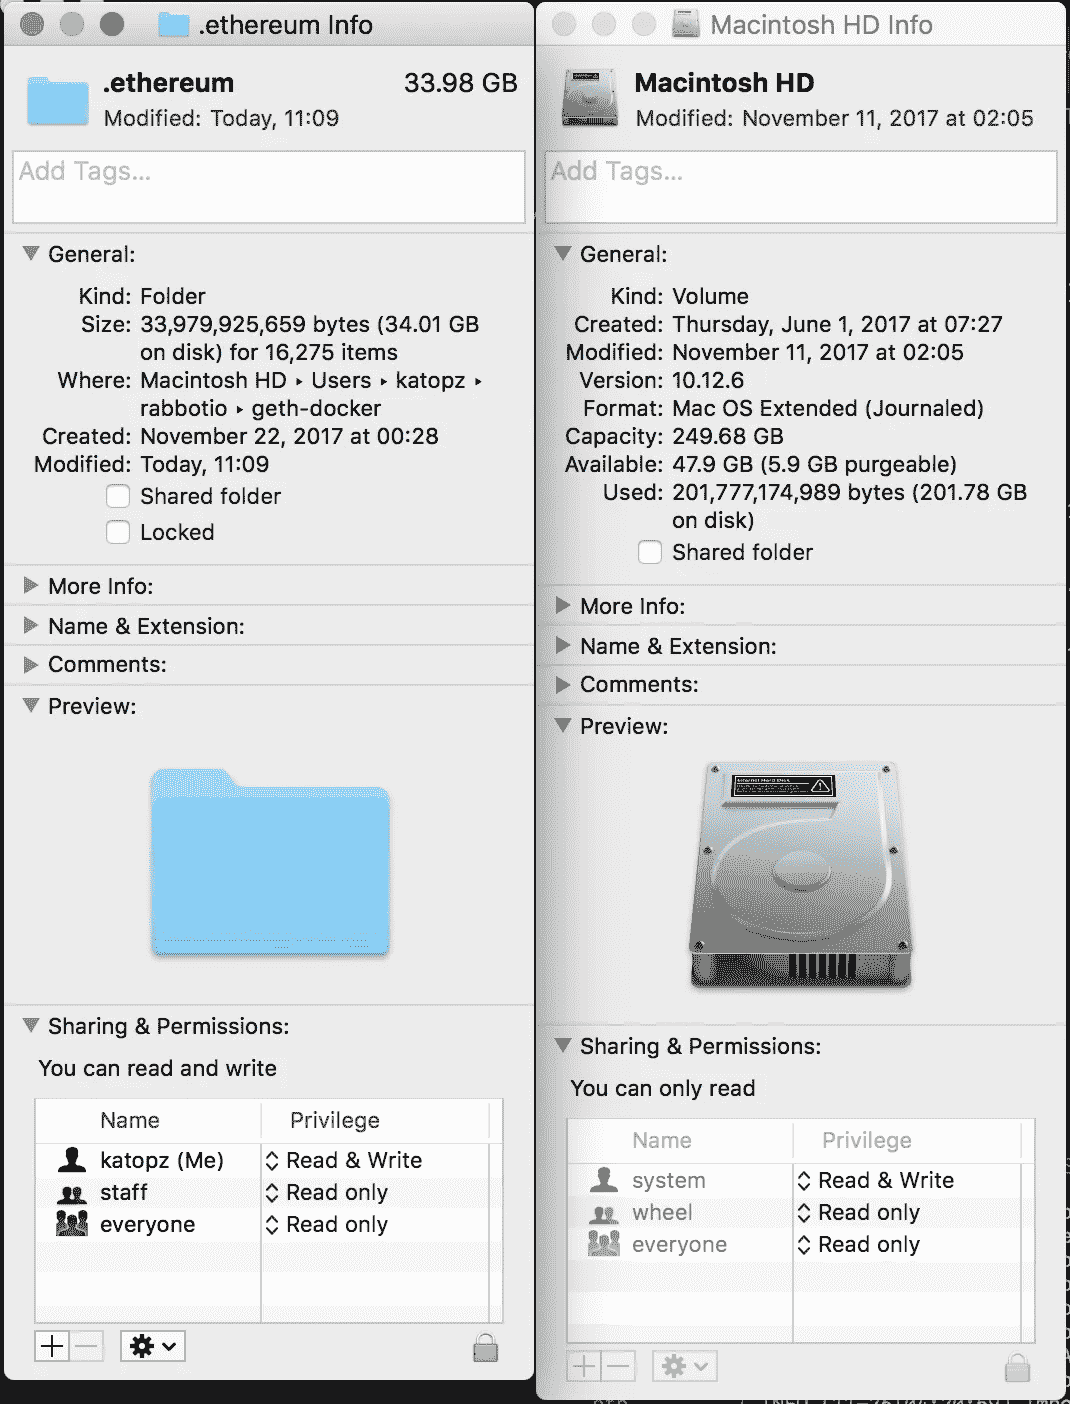 .ethereum Info
.ethereum 33.98 GB
Modified: Today, 11:09
Add Tags...
General:
Kind: Folder
Size: 33,979,925,659 bytes (34.01 GB
on disk) for 16,275 items
Where: Macintosh HD ▸ Users ▸ katopz ▸
rabbotio ▸ geth-docker
Created: November 22, 2017 at 00:28
Modified: Today, 11:09
Shared folder
Locked
More Info:
Name & Extension:
Comments:
Preview:
Sharing & Permissions:
You can read and write
Name Privilege
katopz (Me) Read & Write
staff Read only
everyone Read only
Macintosh HD Info
Macintosh HD
Modified: November 11, 2017 at 02:05
Add Tags...
General:
Kind: Volume
Created: Thursday, June 1, 2017 at 07:27
Modified: November 11, 2017 at 02:05
Version: 10.12.6
Format: Mac OS Extended (Journaled)
Capacity: 249.68 GB
Available: 47.9 GB (5.9 GB purgeable)
Used: 201,777,174,989 bytes (201.78 GB
on disk)
Shared folder
More Info:
Name & Extension:
Comments:
Preview:
Internal Hard Disk
Sharing & Permissions:
You can only read
Name Privilege
system Read & Write
wheel Read only
everyone Read only